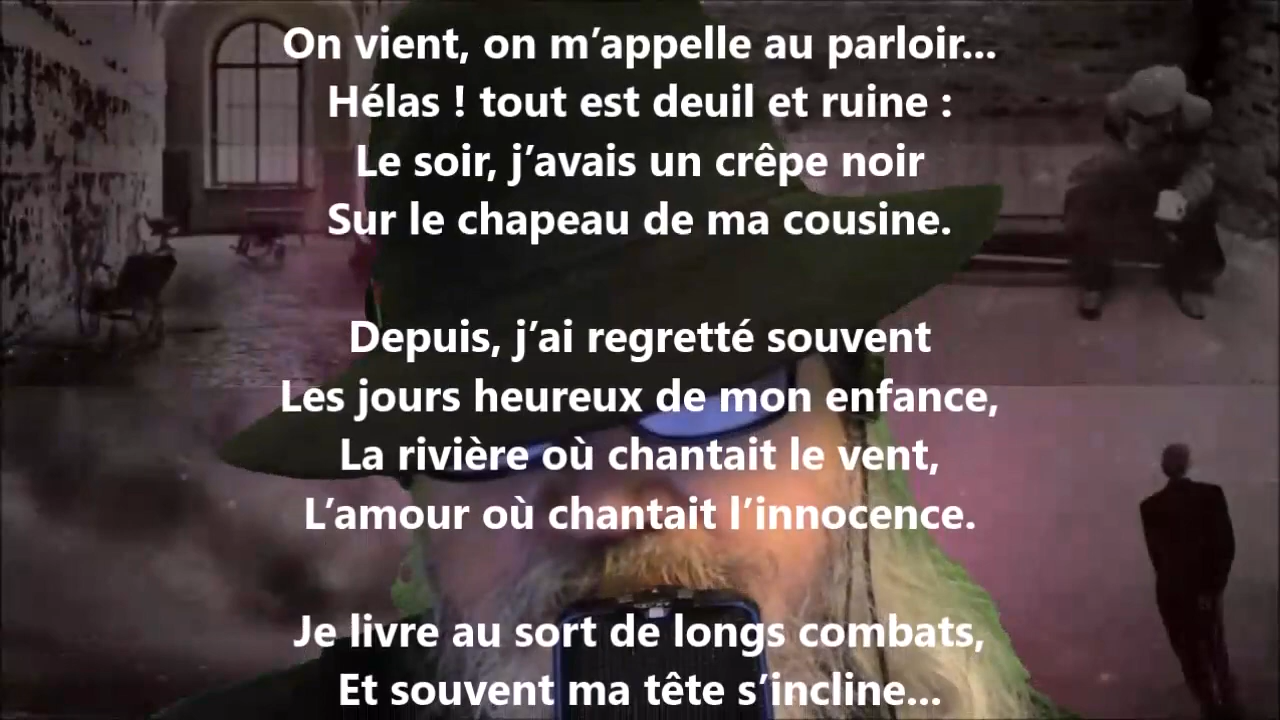 On vient, on m’appelle au parloir...
Hélas ! tout est deuil et ruine :
Le soir, j’avais un crêpe noir
Sur le chapeau de ma cousine.
Depuis, j’ai regretté souvent
Les jours heureux de mon enfance,
La rivière où chantait le vent,
L’amour où chantait l’innocence.
Je livre au sort de longs combats,
Et souvent ma tête s’incline...